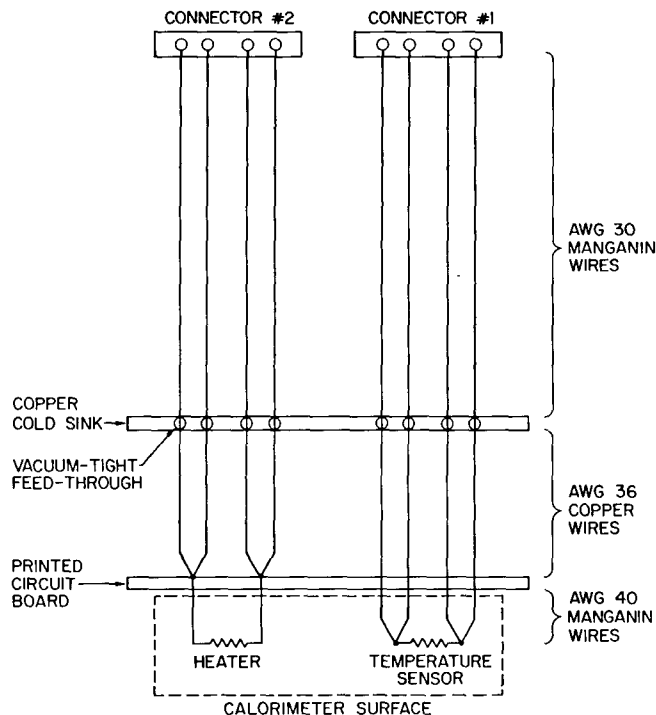 CONNECTOR #2
CONNECTOR #1
AWG 30
MANGANIN
WIRES
COPPER
COLD SINK
VACUUM-TIGHT
FEED-THROUGH
AWG 36
COPPER
WIRES
PRINTED
CIRCUIT
BOARD
AWG 40
MANGANIN
WIRES
HEATER
TEMPERATURE
SENSOR
CALORIMETER SURFACE